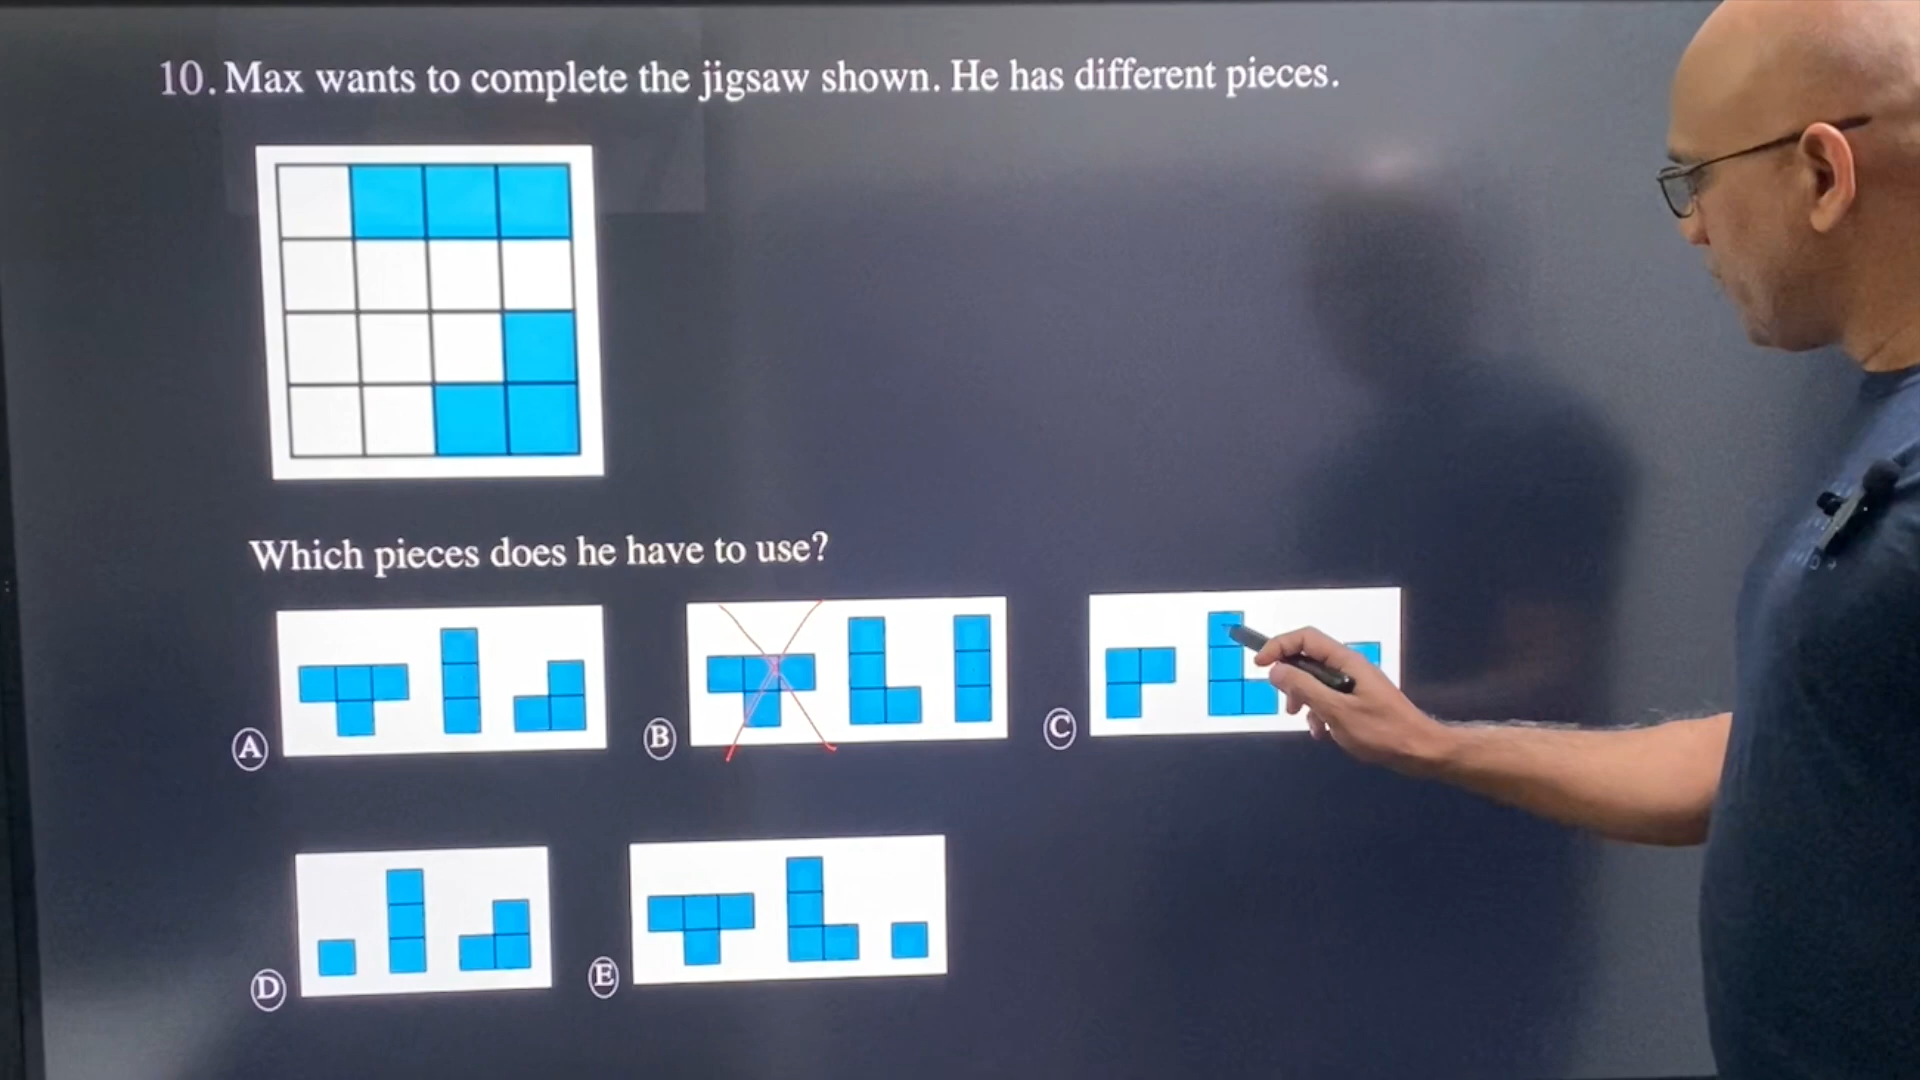 10. Max wants to complete the jigsaw shown. He has different pieces.
Which pieces does he have to use?
A
B
C
D
E